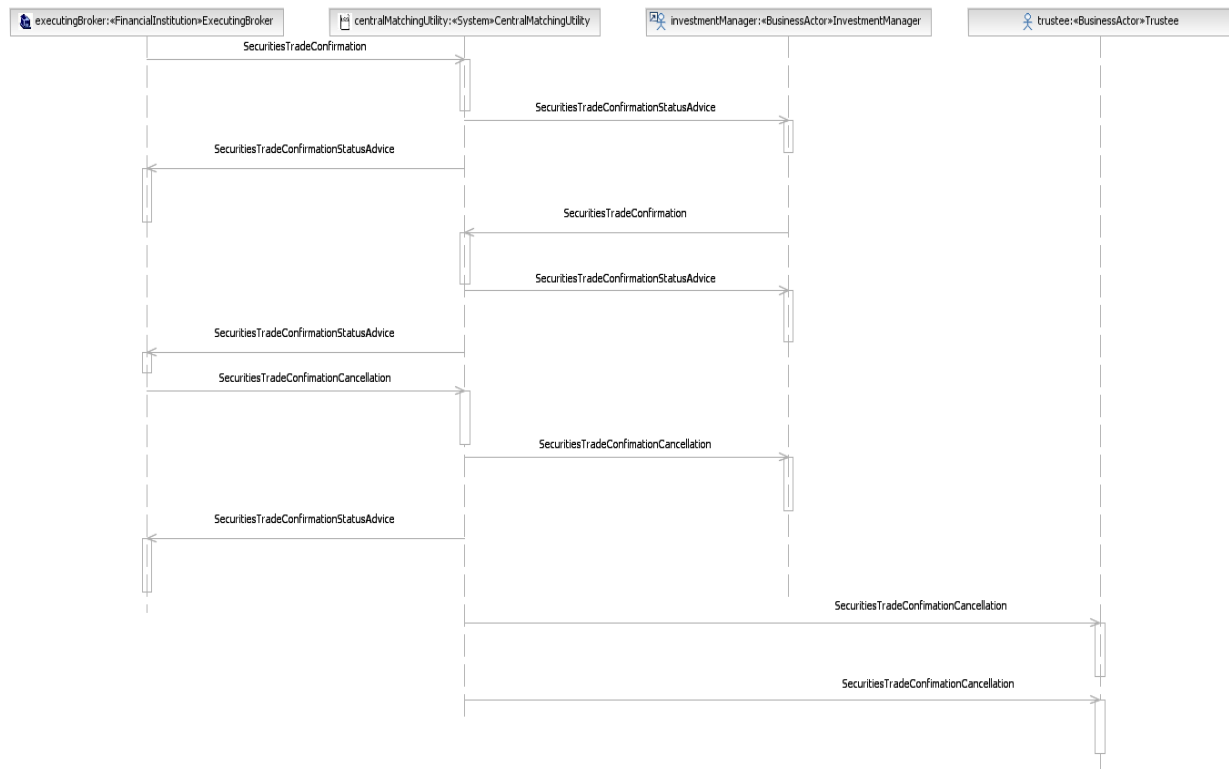 executingBroker:«FinancialInstitution»ExecutingBroker
centralMatchingUtility:«System»CentralMatchingUtility
investmentManager:«BusinessActor»InvestmentManager
trustee:«BusinessActor»Trustee
SecuritiesTradeConfirmation
SecuritiesTradeConfirmationStatusAdvice
SecuritiesTradeConfirmationStatusAdvice
SecuritiesTradeConfirmation
SecuritiesTradeConfirmationStatusAdvice
SecuritiesTradeConfirmationStatusAdvice
SecuritiesTradeConfimationCancellation
SecuritiesTradeConfimationCancellation
SecuritiesTradeConfirmationStatusAdvice
SecuritiesTradeConfimationCancellation
SecuritiesTradeConfimationCancellation